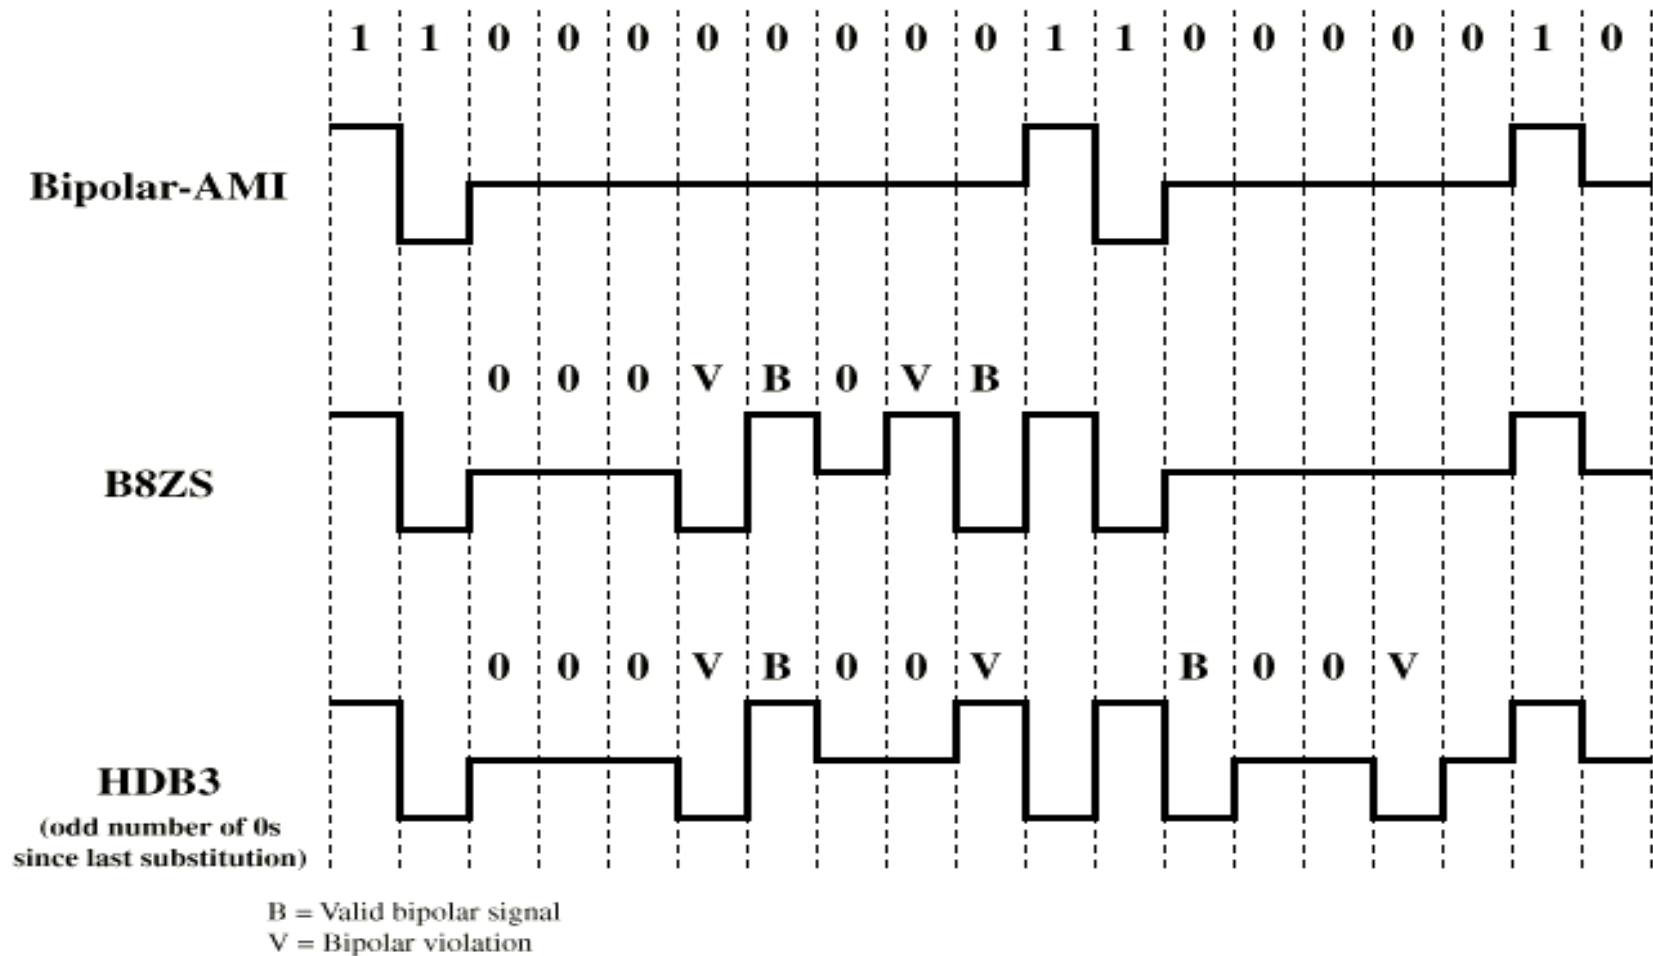 1 1 0 0 0 0 0 0 0 0 1 1 0 0 0 0 0 1 0
Bipolar-AMI
0 0 0 V B 0 V B
B8ZS
0 0 0 V B 0 0 V B 0 0 V
HDB3
(odd number of 0s
since last substitution)
B = Valid bipolar signal
V = Bipolar violation